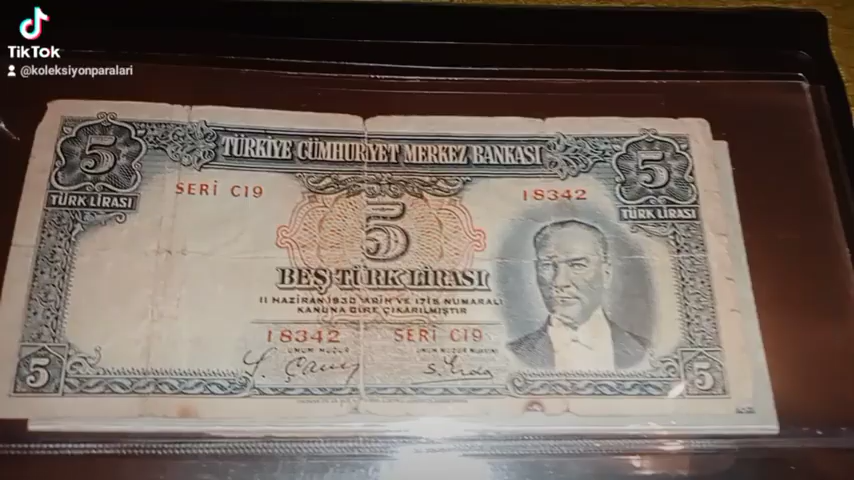 TikTok
@koleksiyonparalari
5
TÜRKİYE CÜMHURİYET MERKEZ BANKASI
5
TÜRK LİRASI
SERİ C19
18342
TÜRK LİRASI
5
BEŞ TÜRK LİRASI
11 HAZİRAN 1930 TARİH VE 1715 NUMARALI
KANUNA GÖRE ÇIKARILMIŞTIR
18342
SERİ C19
UMUM MÜDÜR
5
5